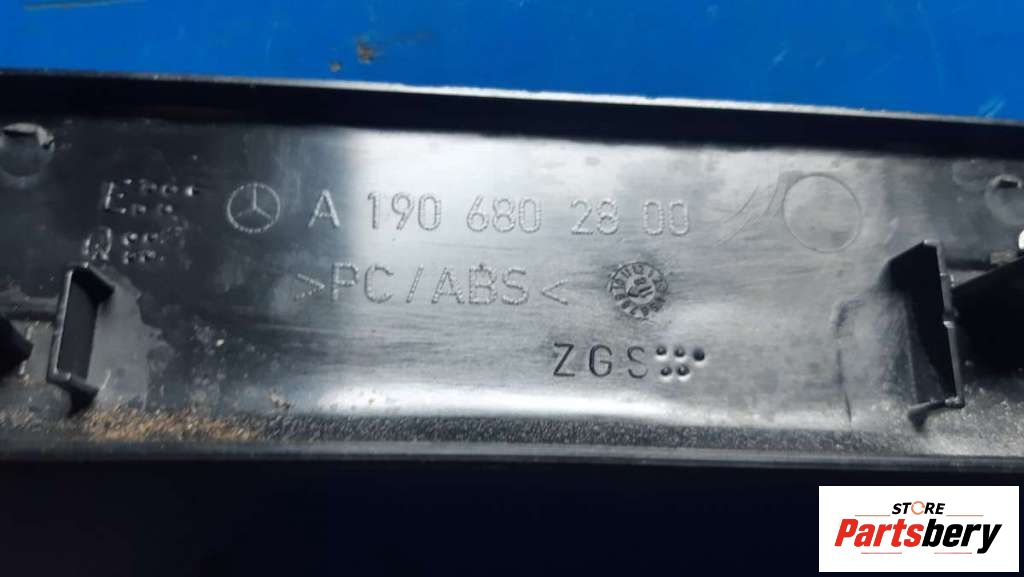 E
A 190 680 28 00
Q
>PC/ABS<
ZGS
STORE
Partsbery